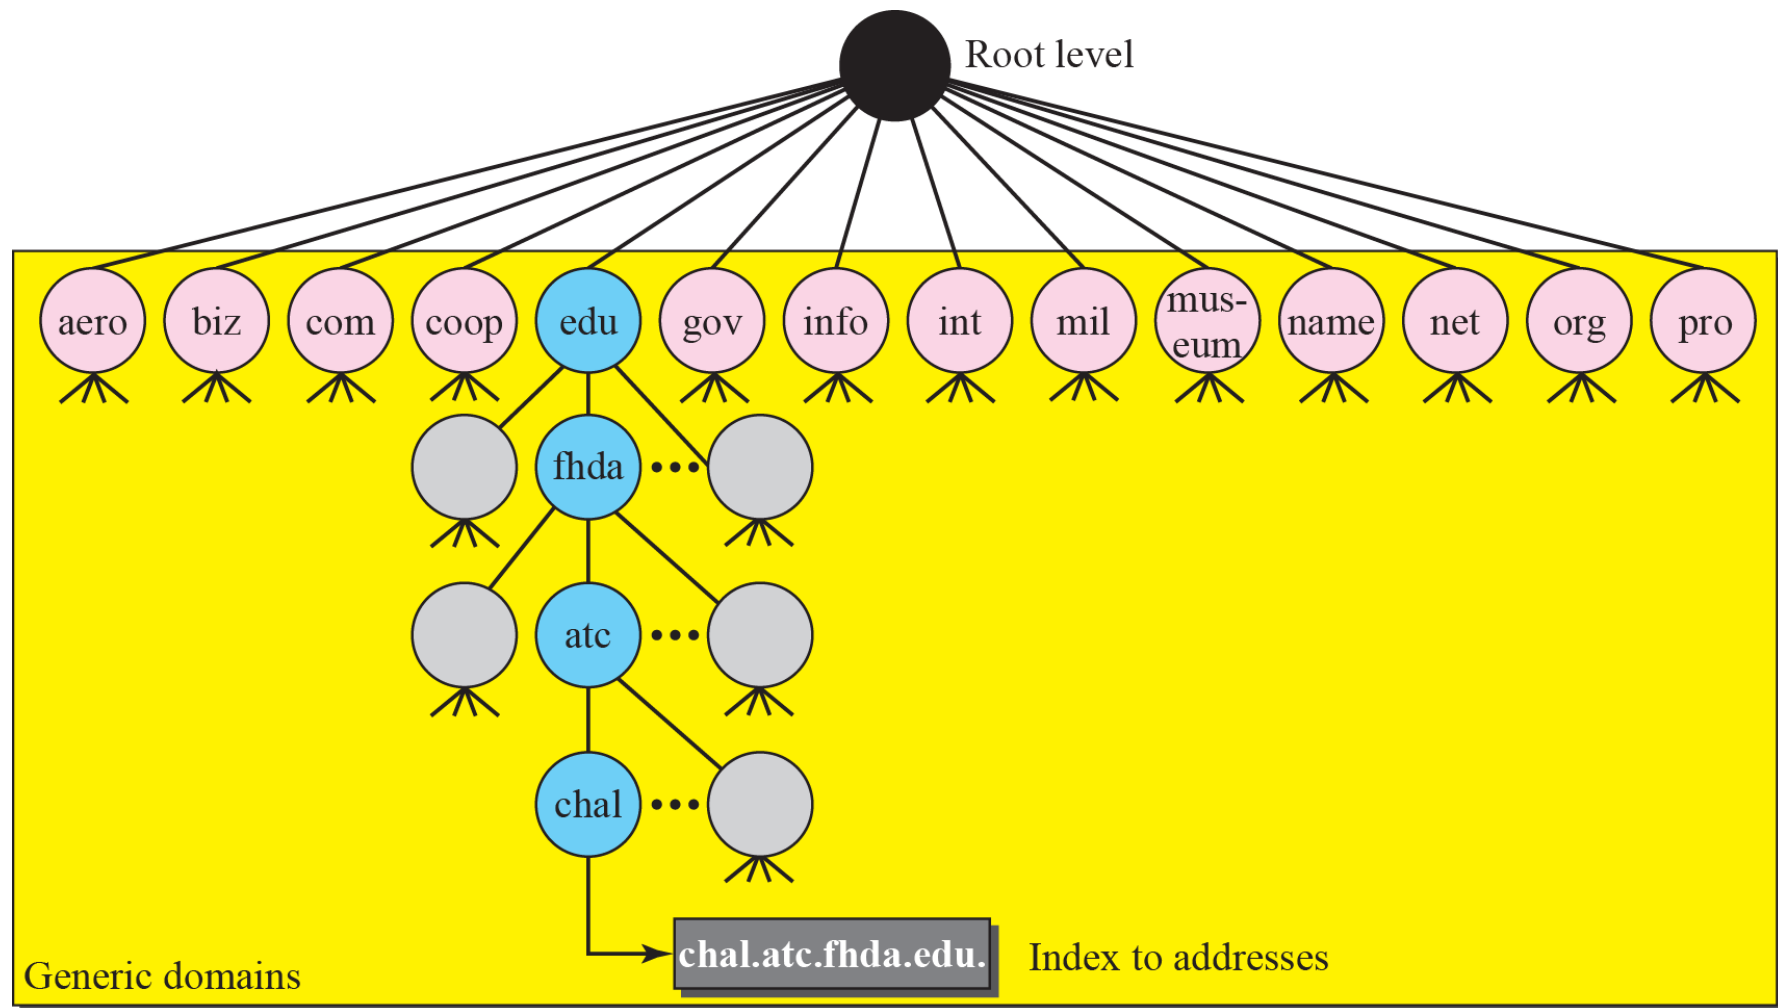 Root level
aero biz com coop edu gov info int mil mus-
eum name net org pro
fhda
atc
chal
chal.atc.fhda.edu.
Index to addresses
Generic domains